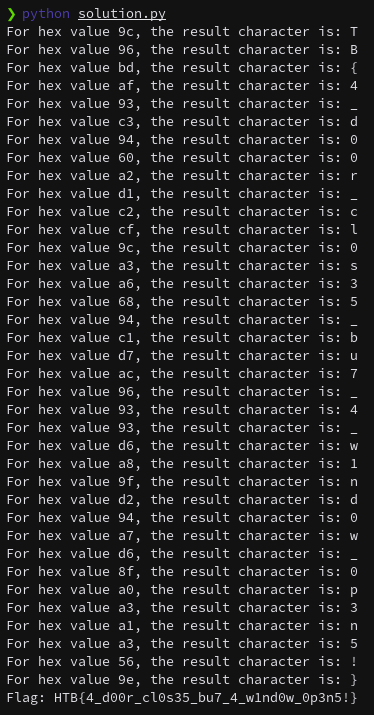 ❯ python solution.py
For hex value 9c, the result character is: T
For hex value 96, the result character is: B
For hex value bd, the result character is: {
For hex value af, the result character is: 4
For hex value 93, the result character is: _
For hex value c3, the result character is: d
For hex value 94, the result character is: 0
For hex value 60, the result character is: 0
For hex value a2, the result character is: r
For hex value d1, the result character is: _
For hex value c2, the result character is: c
For hex value cf, the result character is: l
For hex value 9c, the result character is: 0
For hex value a3, the result character is: s
For hex value a6, the result character is: 3
For hex value 68, the result character is: 5
For hex value 94, the result character is: _
For hex value c1, the result character is: b
For hex value d7, the result character is: u
For hex value ac, the result character is: 7
For hex value 96, the result character is: _
For hex value 93, the result character is: 4
For hex value 93, the result character is: _
For hex value d6, the result character is: w
For hex value a8, the result character is: 1
For hex value 9f, the result character is: n
For hex value d2, the result character is: d
For hex value 94, the result character is: 0
For hex value a7, the result character is: w
For hex value d6, the result character is: _
For hex value 8f, the result character is: 0
For hex value a0, the result character is: p
For hex value a3, the result character is: 3
For hex value a1, the result character is: n
For hex value a3, the result character is: 5
For hex value 56, the result character is: !
For hex value 9e, the result character is: }
Flag: HTB{4_d00r_cl0s35_bu7_4_w1nd0w_0p3n5!}